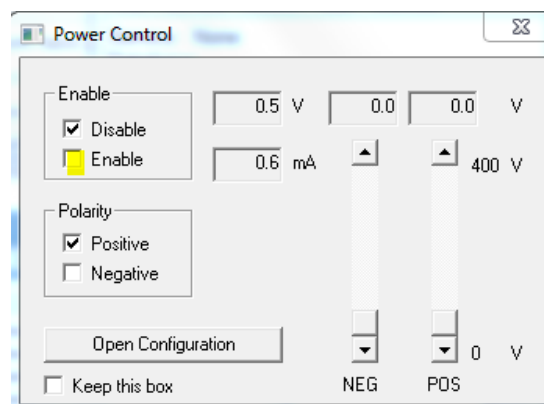 Power Control
Enable
0.5 V 0.0 0.0 V
Disable
Enable
0.6 mA
400 V
Polarity
Positive
Negative
Open Configuration
0 V
Keep this box
NEG POS